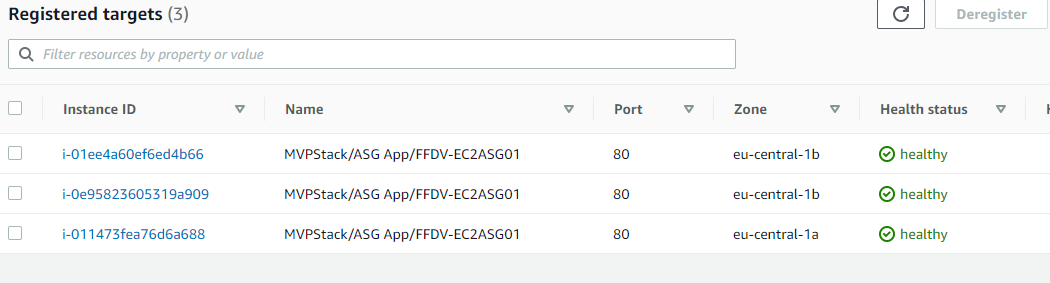 Registered targets (3)
Deregister
Filter resources by property or value
Instance ID Name Port Zone Health status
i-01ee4a60ef6ed4b66 MVPStack/ASG App/FFDV-EC2ASG01 80 eu-central-1b healthy
i-0e95823605319a909 MVPStack/ASG App/FFDV-EC2ASG01 80 eu-central-1b healthy
i-011473fea76d6a688 MVPStack/ASG App/FFDV-EC2ASG01 80 eu-central-1a healthy